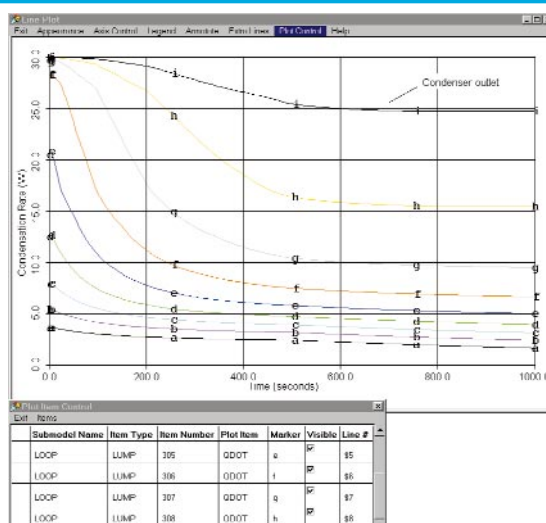 Line Plot
Exit Appearance Axis Control Legend Annotate Extra Lines Plot Control Help
30.0
25.0
20.0
15.0
10.0
5.0
0.0
Condensation Rate (W)
Condenser outlet
i i i i
h h h h
g g g g
f f f f
e e e e
d d d d
c c c c
b b b b
a a a a
0.0 200.0 400.0 600.0 800.0 1000.0
Time (seconds)
Plot Item Control
Exit Items
Submodel Name Item Type Item Number Plot Item Marker Visible Line #
LOOP LUMP 305 QDOT e $5
LOOP LUMP 306 QDOT f $6
LOOP LUMP 307 QDOT g $7
LOOP LUMP 308 QDOT h $8